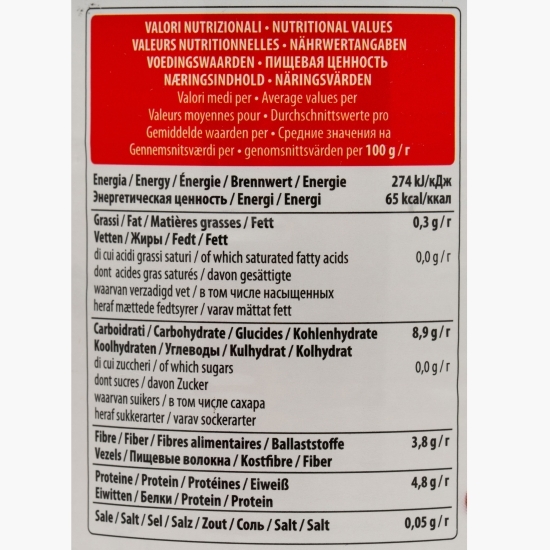 VALORI NUTRIZIONALI • NUTRITIONAL VALUES
VALEURS NUTRITIONNELLES • NÄHRWERTANGABEN
VOEDINGSWAARDEN • ПИЩЕВАЯ ЦЕННОСТЬ
NÆRINGSINDHOLD • NÄRINGSVÄRDEN
Valori medi per • Average values per
Valeurs moyennes pour • Durchschnittswerte pro
Gemiddelde waarden per • Средние значения на
Gennemsnitsværdi per • genomsnittsvärden per 100 g / г
Energia / Energy / Énergie / Brennwert / Energie 274 kJ/кДж
Энергетическая ценность / Energi / Energi 65 kcal/ккал
Grassi / Fat / Matières grasses / Fett 0,3 g / г
Vetten / Жиры / Fedt / Fett
di cui acidi grassi saturi / of which saturated fatty acids 0,0 g / г
dont acides gras saturés / davon gesättigte
waarvan verzadigd vet / в том числе насыщенных
heraf mættede fedtsyrer / varav mättat fett
Carboidrati / Carbohydrate / Glucides / Kohlenhydrate 8,9 g / г
Koolhydraten / Углеводы / Kulhydrat / Kolhydrat
di cui zuccheri / of which sugars 0,0 g / г
dont sucres / davon Zucker
waarvan suikers / в том числе сахара
heraf sukkerarter / varav sockerarter
Fibre / Fiber / Fibres alimentaires / Ballaststoffe 3,8 g / г
Vezels / Пищевые волокна / Kostfibre / Fiber
Proteine / Protein / Protéines / Eiweiß 4,8 g / г
Eiwitten / Белки / Protein / Protein
Sale / Salt / Sel / Salz / Zout / Соль / Salt / Salt 0,05 g / г